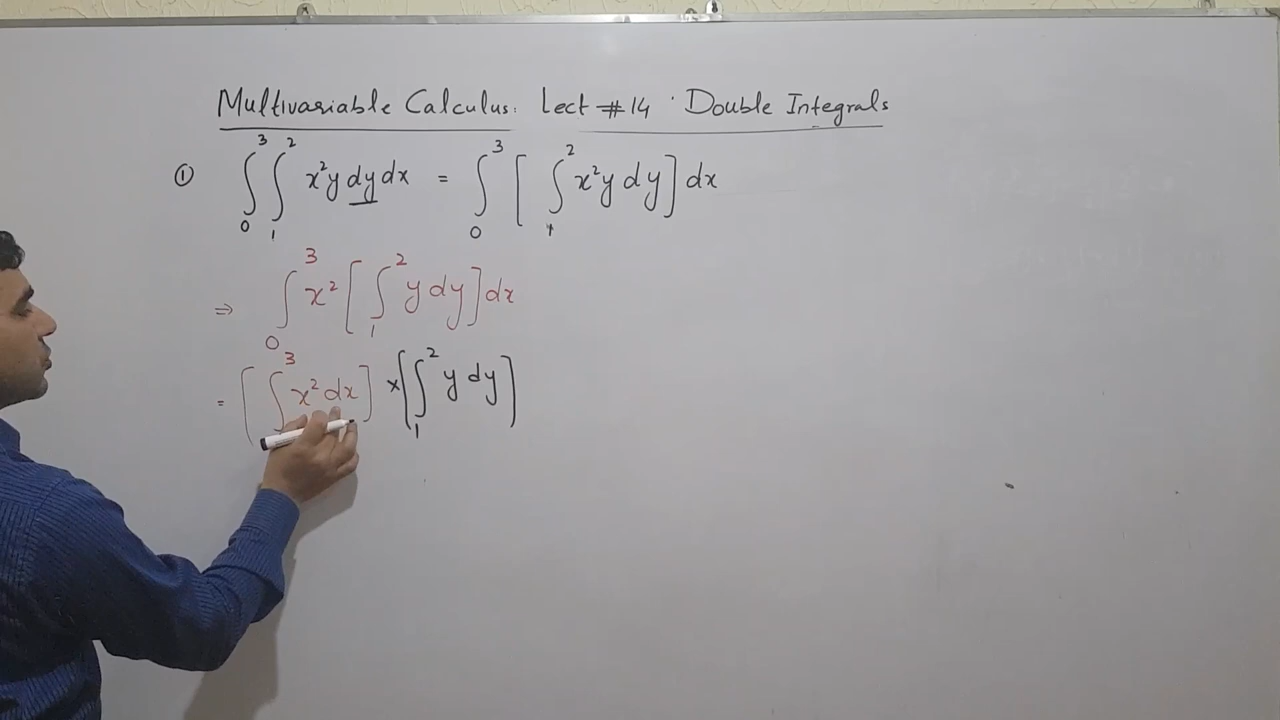 Multivariable Calculus: Lect #14 · Double Integrals
① ∫₀³ ∫₁² x²y dy dx = ∫₀³ [ ∫₁² x²y dy ] dx
⇒ ∫₀³ x² [ ∫₁² y dy ] dx
= [ ∫³ x² dx ] × [ ∫₁² y dy ]